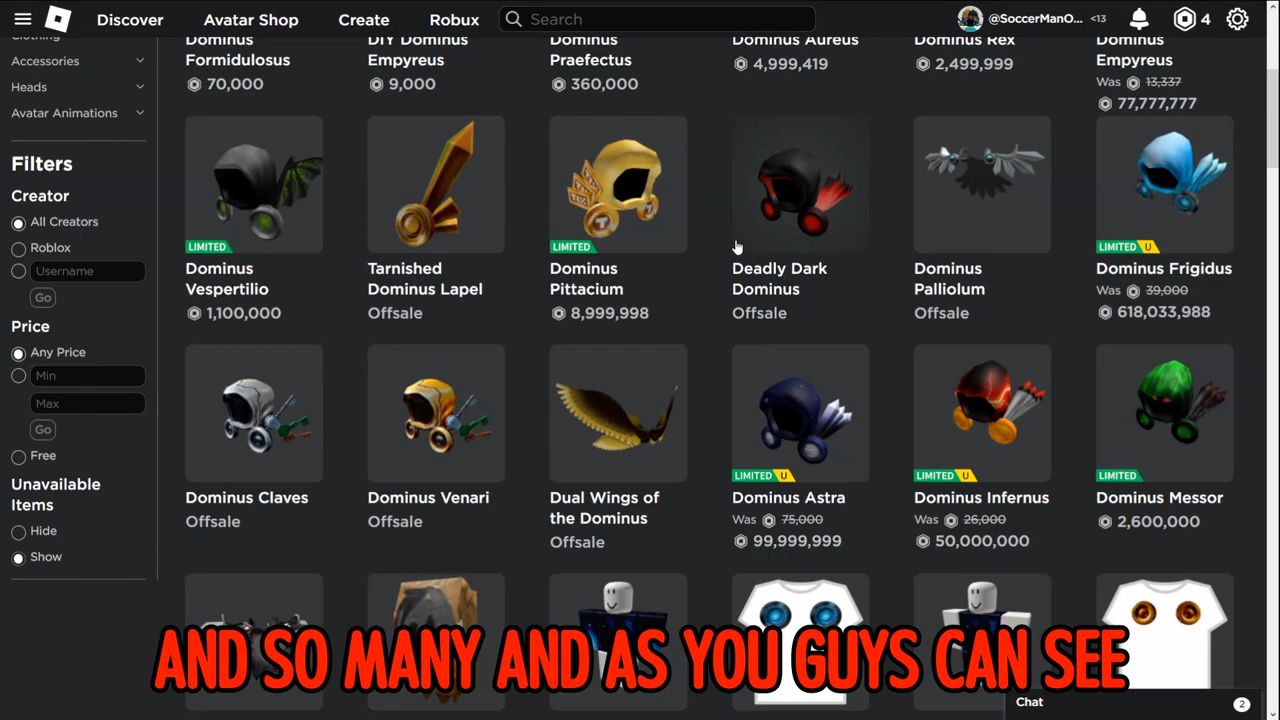 Discover
Avatar Shop
Create
Robux
Search
@SoccerManO...
<13
4
Clothing
Accessories
Heads
Avatar Animations
Filters
Creator
All Creators
Roblox
Username
Go
Price
Any Price
Min
Max
Go
Free
Unavailable
Items
Hide
Show
Dominus
Formidulosus
70,000
DIY Dominus
Empyreus
9,000
Dominus
Praefectus
360,000
Dominus Aureus
4,999,419
Dominus Rex
2,499,999
Dominus
Empyreus
Was 13,337
77,777,777
LIMITED
Dominus
Vespertilio
1,100,000
Tarnished
Dominus Lapel
Offsale
LIMITED
Dominus
Pittacium
8,999,998
Deadly Dark
Dominus
Offsale
Dominus
Palliolum
Offsale
LIMITED U
Dominus Frigidus
Was 39,000
618,033,988
Dominus Claves
Offsale
Dominus Venari
Offsale
Dual Wings of
the Dominus
Offsale
LIMITED U
Dominus Astra
Was 75,000
99,999,999
LIMITED U
Dominus Infernus
Was 26,000
50,000,000
LIMITED
Dominus Messor
2,600,000
AND SO MANY AND AS YOU GUYS CAN SEE
Chat
2